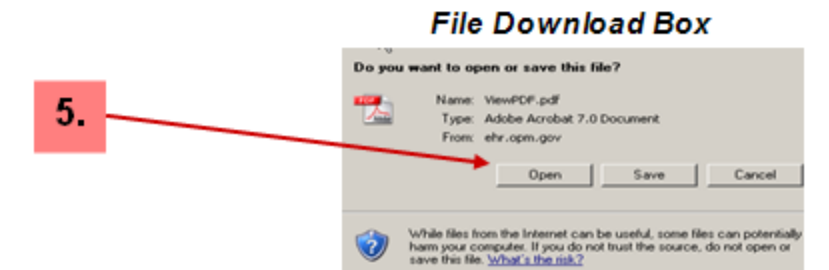 File Download Box
Do you want to open or save this file?
5.
Name: ViewPDF.pdf
Type: Adobe Acrobat 7.0 Document
From: ehr.opm.gov
Open Save Cancel
While files from the Internet can be useful, some files can potentially
harm your computer. If you do not trust the source, do not open or
save this file. What's the risk?